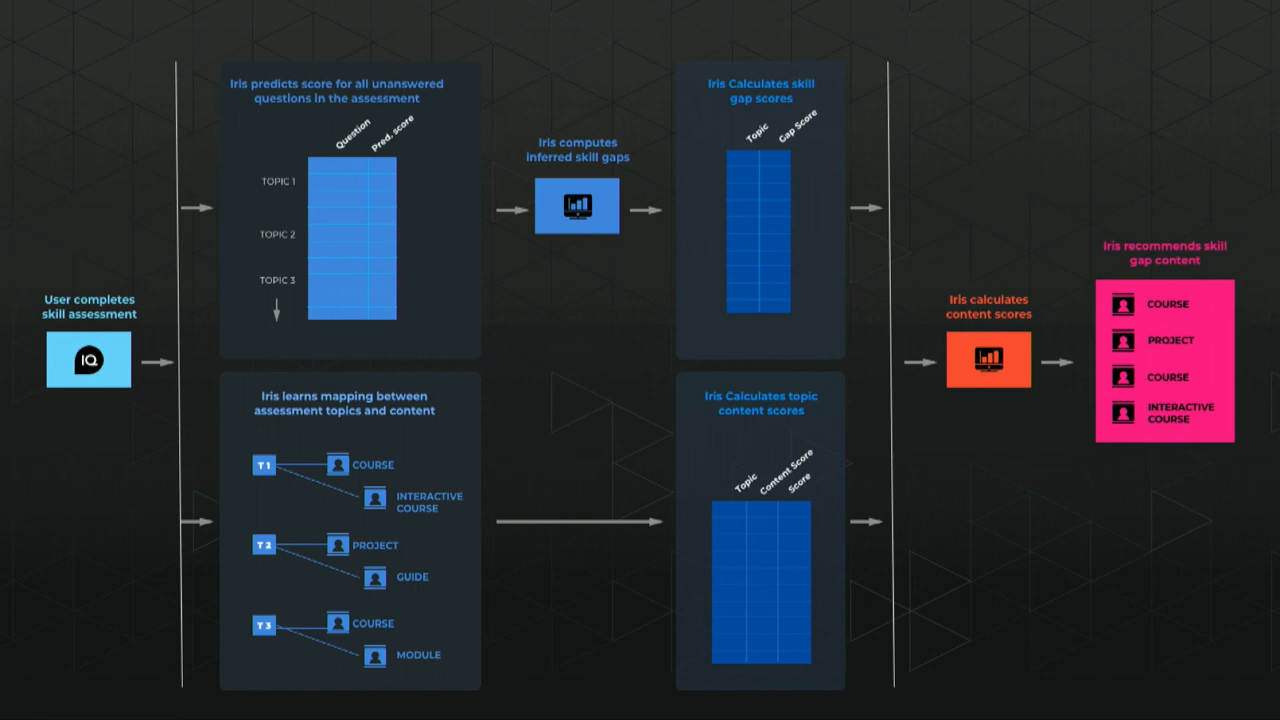 User completes
skill assessment
IQ
Iris predicts score for all unanswered
questions in the assessment
Question
Pred. score
TOPIC 1
TOPIC 2
TOPIC 3
Iris computes
inferred skill gaps
Iris Calculates skill
gap scores
Topic
Gap Score
Iris learns mapping between
assessment topics and content
T 1
COURSE
INTERACTIVE
COURSE
T 2
PROJECT
GUIDE
T 3
COURSE
MODULE
Iris Calculates topic
content scores
Topic
Content Score
Score
Iris calculates
content scores
Iris recommends skill
gap content
COURSE
PROJECT
COURSE
INTERACTIVE
COURSE